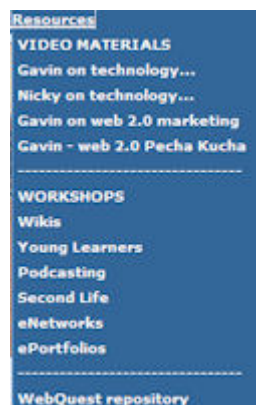 Resources
VIDEO MATERIALS
Gavin on technology...
Nicky on technology...
Gavin on web 2.0 marketing
Gavin - web 2.0 Pecha Kucha
--------------------------------
WORKSHOPS
Wikis
Young Learners
Podcasting
Second Life
eNetworks
ePortfolios
--------------------------------
WebQuest repository